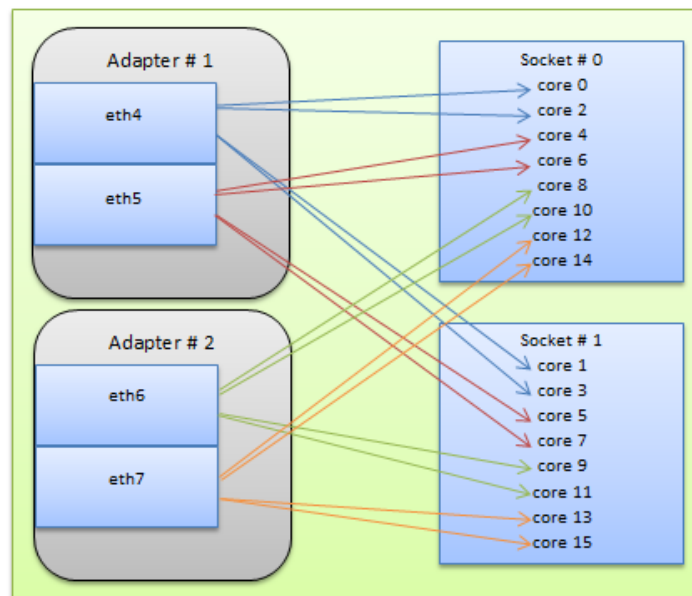 Adapter # 1
eth4
eth5
Adapter # 2
eth6
eth7
Socket # 0
core 0
core 2
core 4
core 6
core 8
core 10
core 12
core 14
Socket # 1
core 1
core 3
core 5
core 7
core 9
core 11
core 13
core 15